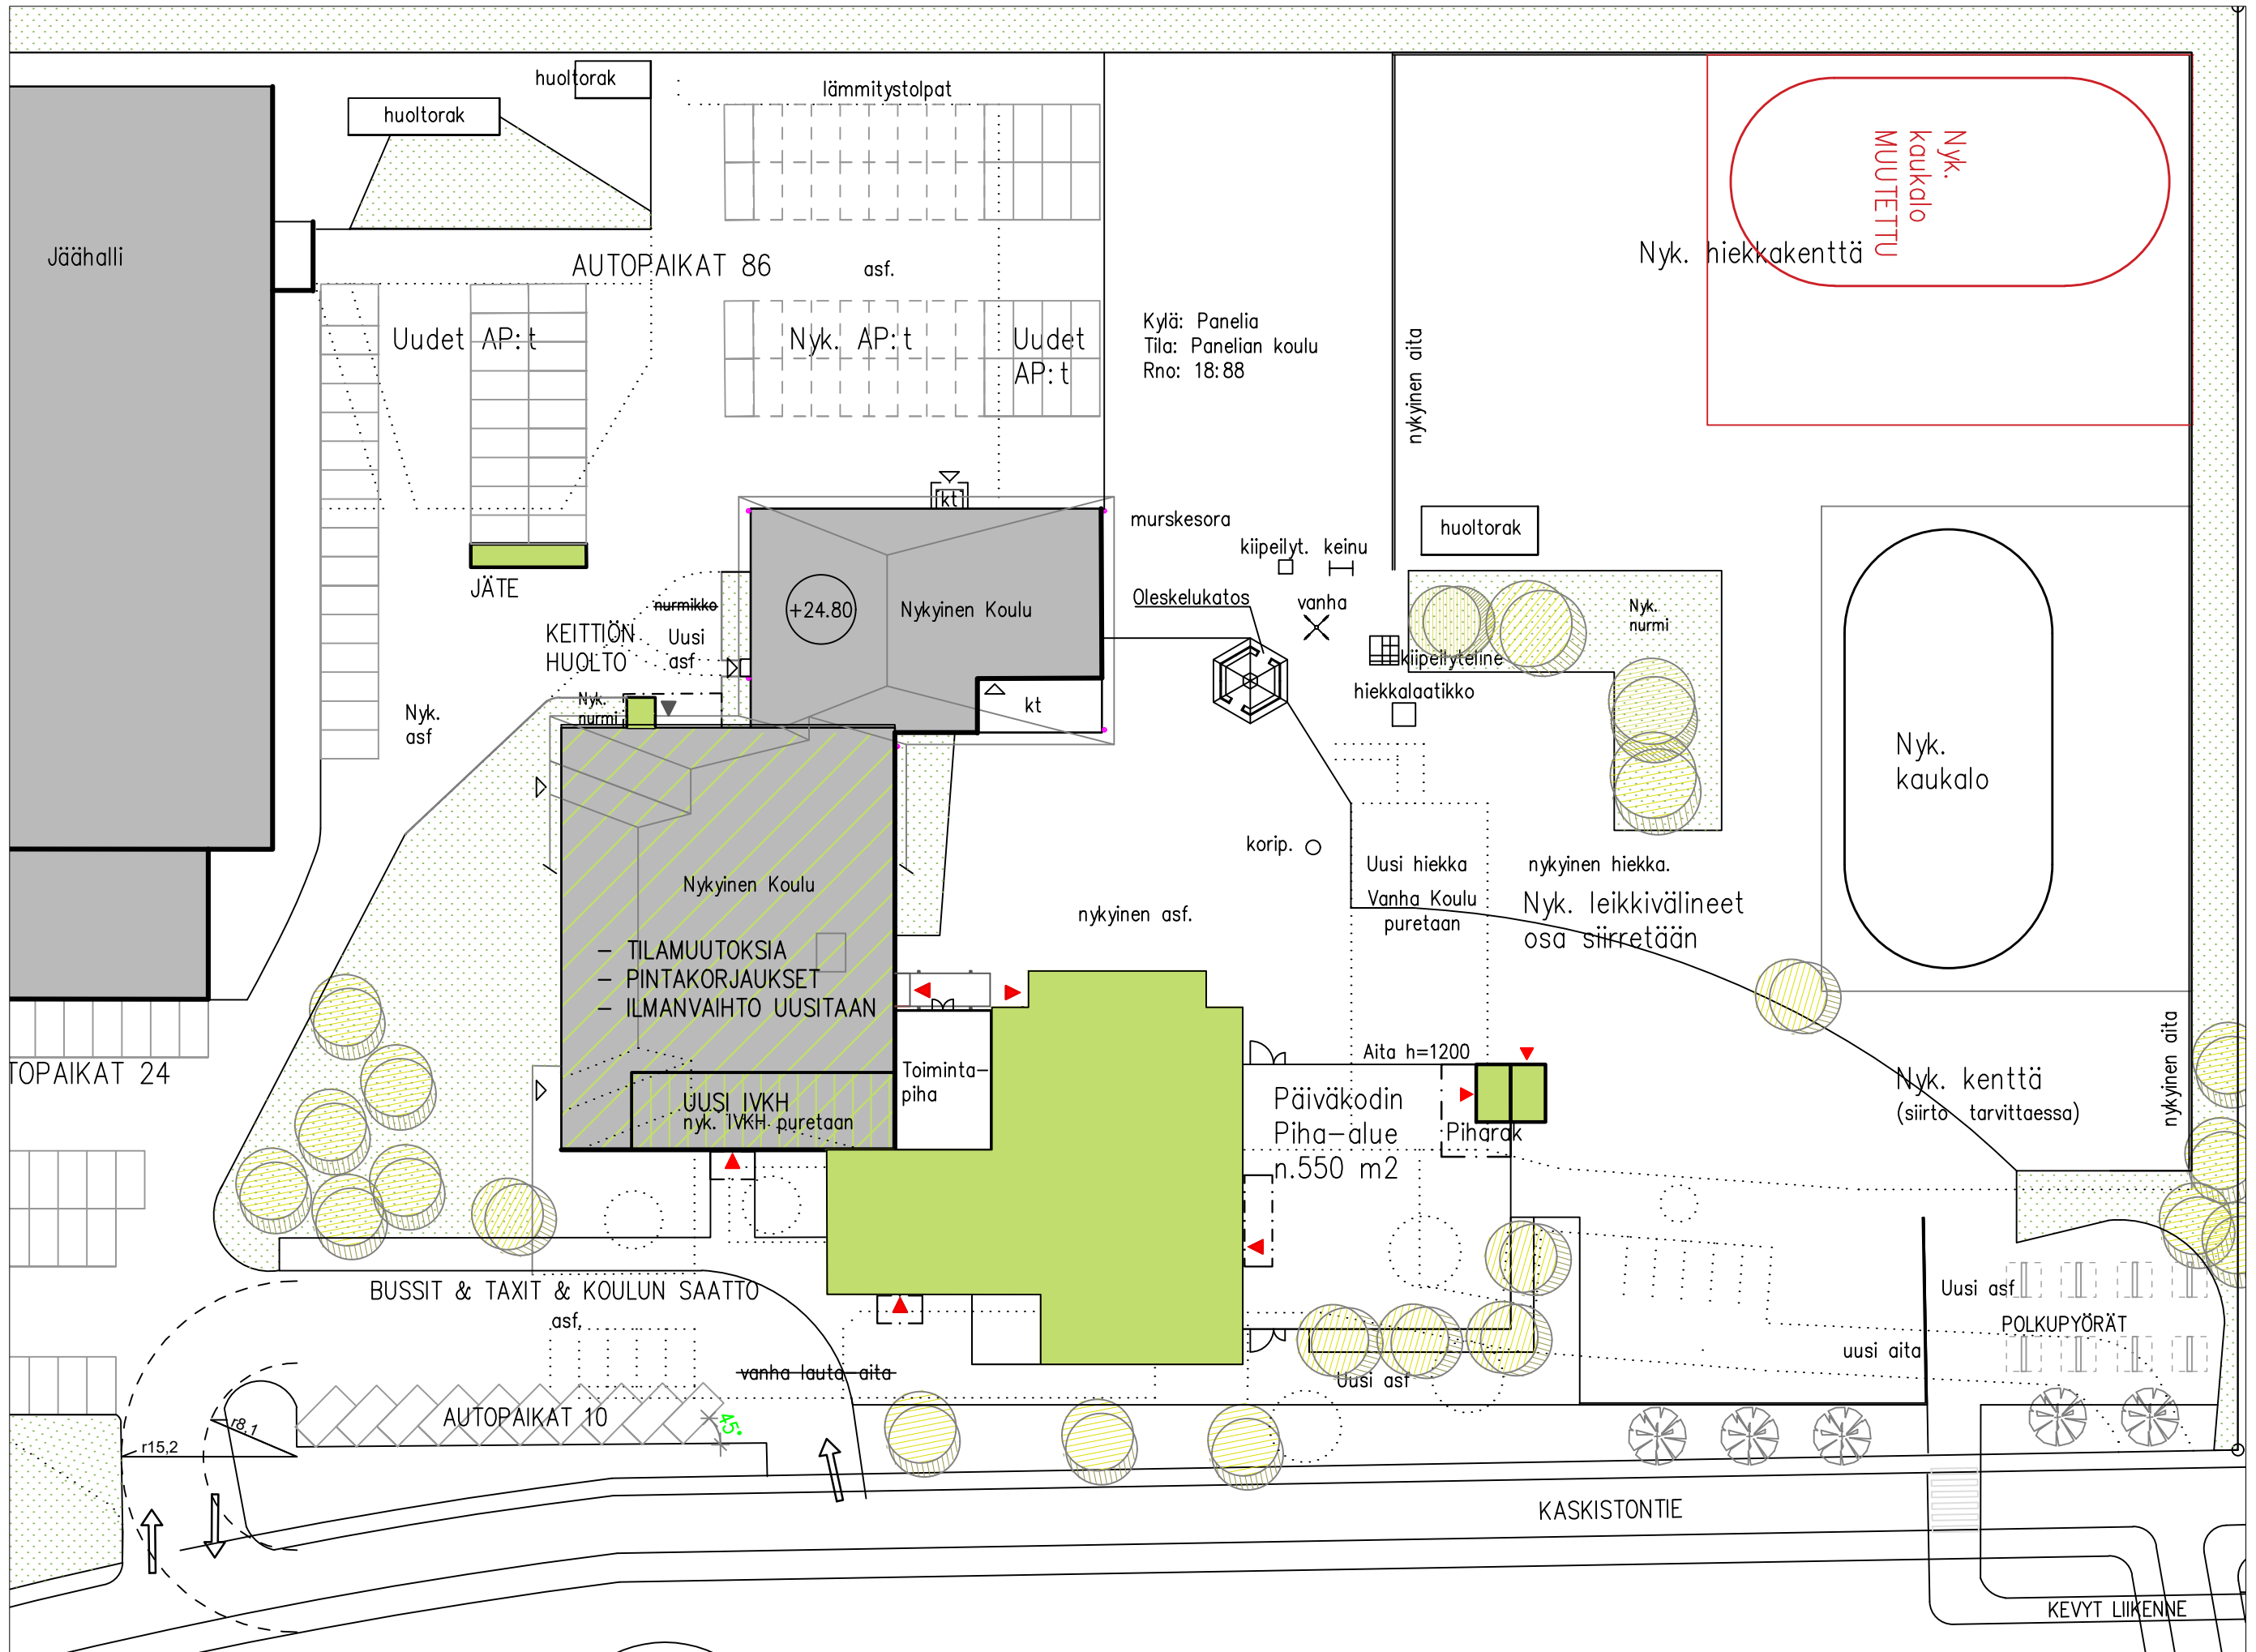 huoltorak
huoltorak
lämmitystolpat
Nyk.
kaukalo
MUUTETTU
Jäähalli
AUTOPAIKAT 86
asf.
Nyk. hiekkakenttä
Uudet AP:t
Nyk. AP:t
Uudet
AP:t
Kylä: Panelia
Tila: Panelian koulu
Rno: 18:88
nykyinen aita
kt
murskesora
huoltorak
kiipeilyt. keinu
JÄTE
nurmikko
+24.80
Nykyinen Koulu
Oleskelukatos
vanha
Nyk.
nurmi
KEITTIÖN
HUOLTO
Uusi
asf
kiipeilyteline
hiekkalaatikko
Nyk.
nurmi
kt
Nyk.
asf
Nyk.
kaukalo
korip.
Uusi hiekka
nykyinen hiekka.
Nykyinen Koulu
Vanha Koulu
puretaan
Nyk. leikkivälineet
osa siirretään
nykyinen asf.
– TILAMUUTOKSIA
– PINTAKORJAUKSET
– ILMANVAIHTO UUSITAAN
nykyinen aita
TOPAIKAT 24
Toiminta–
piha
Aita h=1200
Nyk. kenttä
(siirto tarvittaessa)
UUSI IVKH
nyk. IVKH puretaan
Päiväkodin
Piha–alue
n.550 m2
Piharak
BUSSIT & TAXIT & KOULUN SAATTO
asf.
Uusi asf
POLKUPYÖRÄT
uusi aita
vanha lauta aita
Uusi asf
AUTOPAIKAT 10
45°
r8,1
r15,2
KASKISTONTIE
KEVYT LIIKENNE